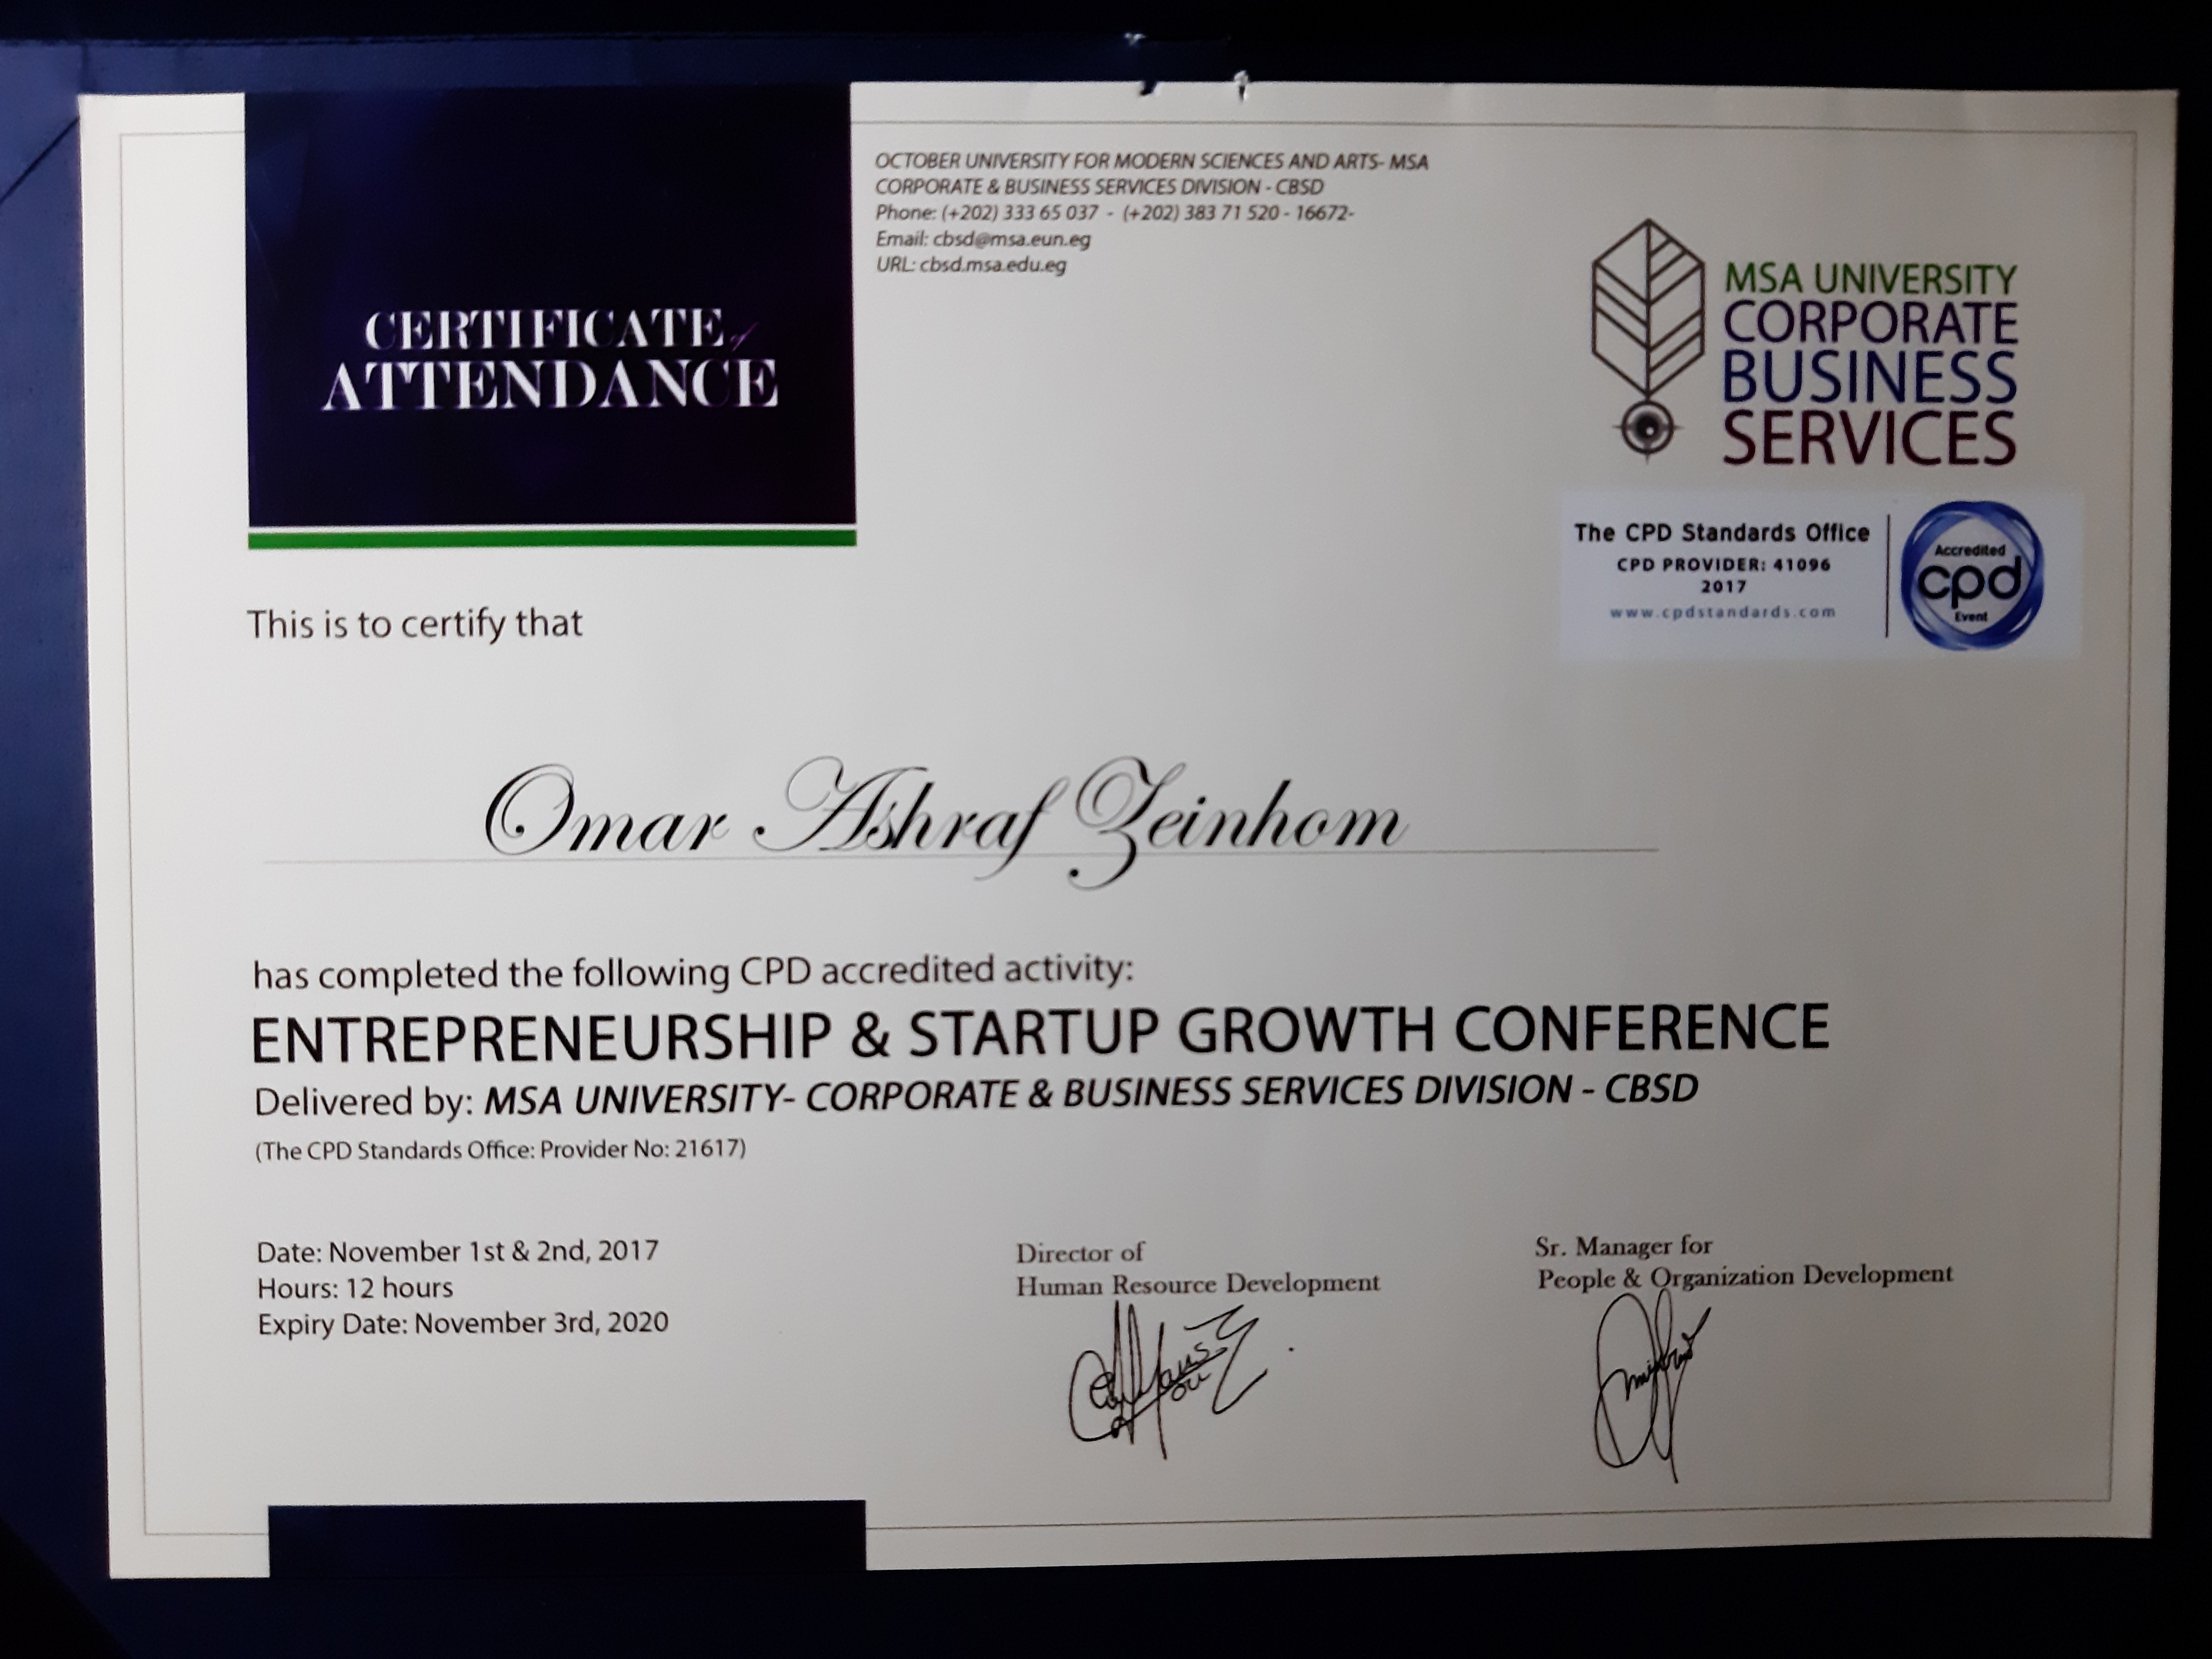 CERTIFICATE of
ATTENDANCE
OCTOBER UNIVERSITY FOR MODERN SCIENCES AND ARTS- MSA
CORPORATE & BUSINESS SERVICES DIVISION - CBSD
Phone: (+202) 333 65 037 - (+202) 383 71 520 - 16672-
Email: cbsd@msa.eun.eg
URL: cbsd.msa.edu.eg
MSA UNIVERSITY
CORPORATE
BUSINESS
SERVICES
The CPD Standards Office
CPD PROVIDER: 41096
2017
www.cpdstandards.com
Accredited
cpd
Event
This is to certify that
Omar Ashraf Zeinhom
has completed the following CPD accredited activity:
ENTREPRENEURSHIP & STARTUP GROWTH CONFERENCE
Delivered by: MSA UNIVERSITY- CORPORATE & BUSINESS SERVICES DIVISION - CBSD
(The CPD Standards Office: Provider No: 21617)
Date: November 1st & 2nd, 2017
Hours: 12 hours
Expiry Date: November 3rd, 2020
Director of
Human Resource Development
Sr. Manager for
People & Organization Development